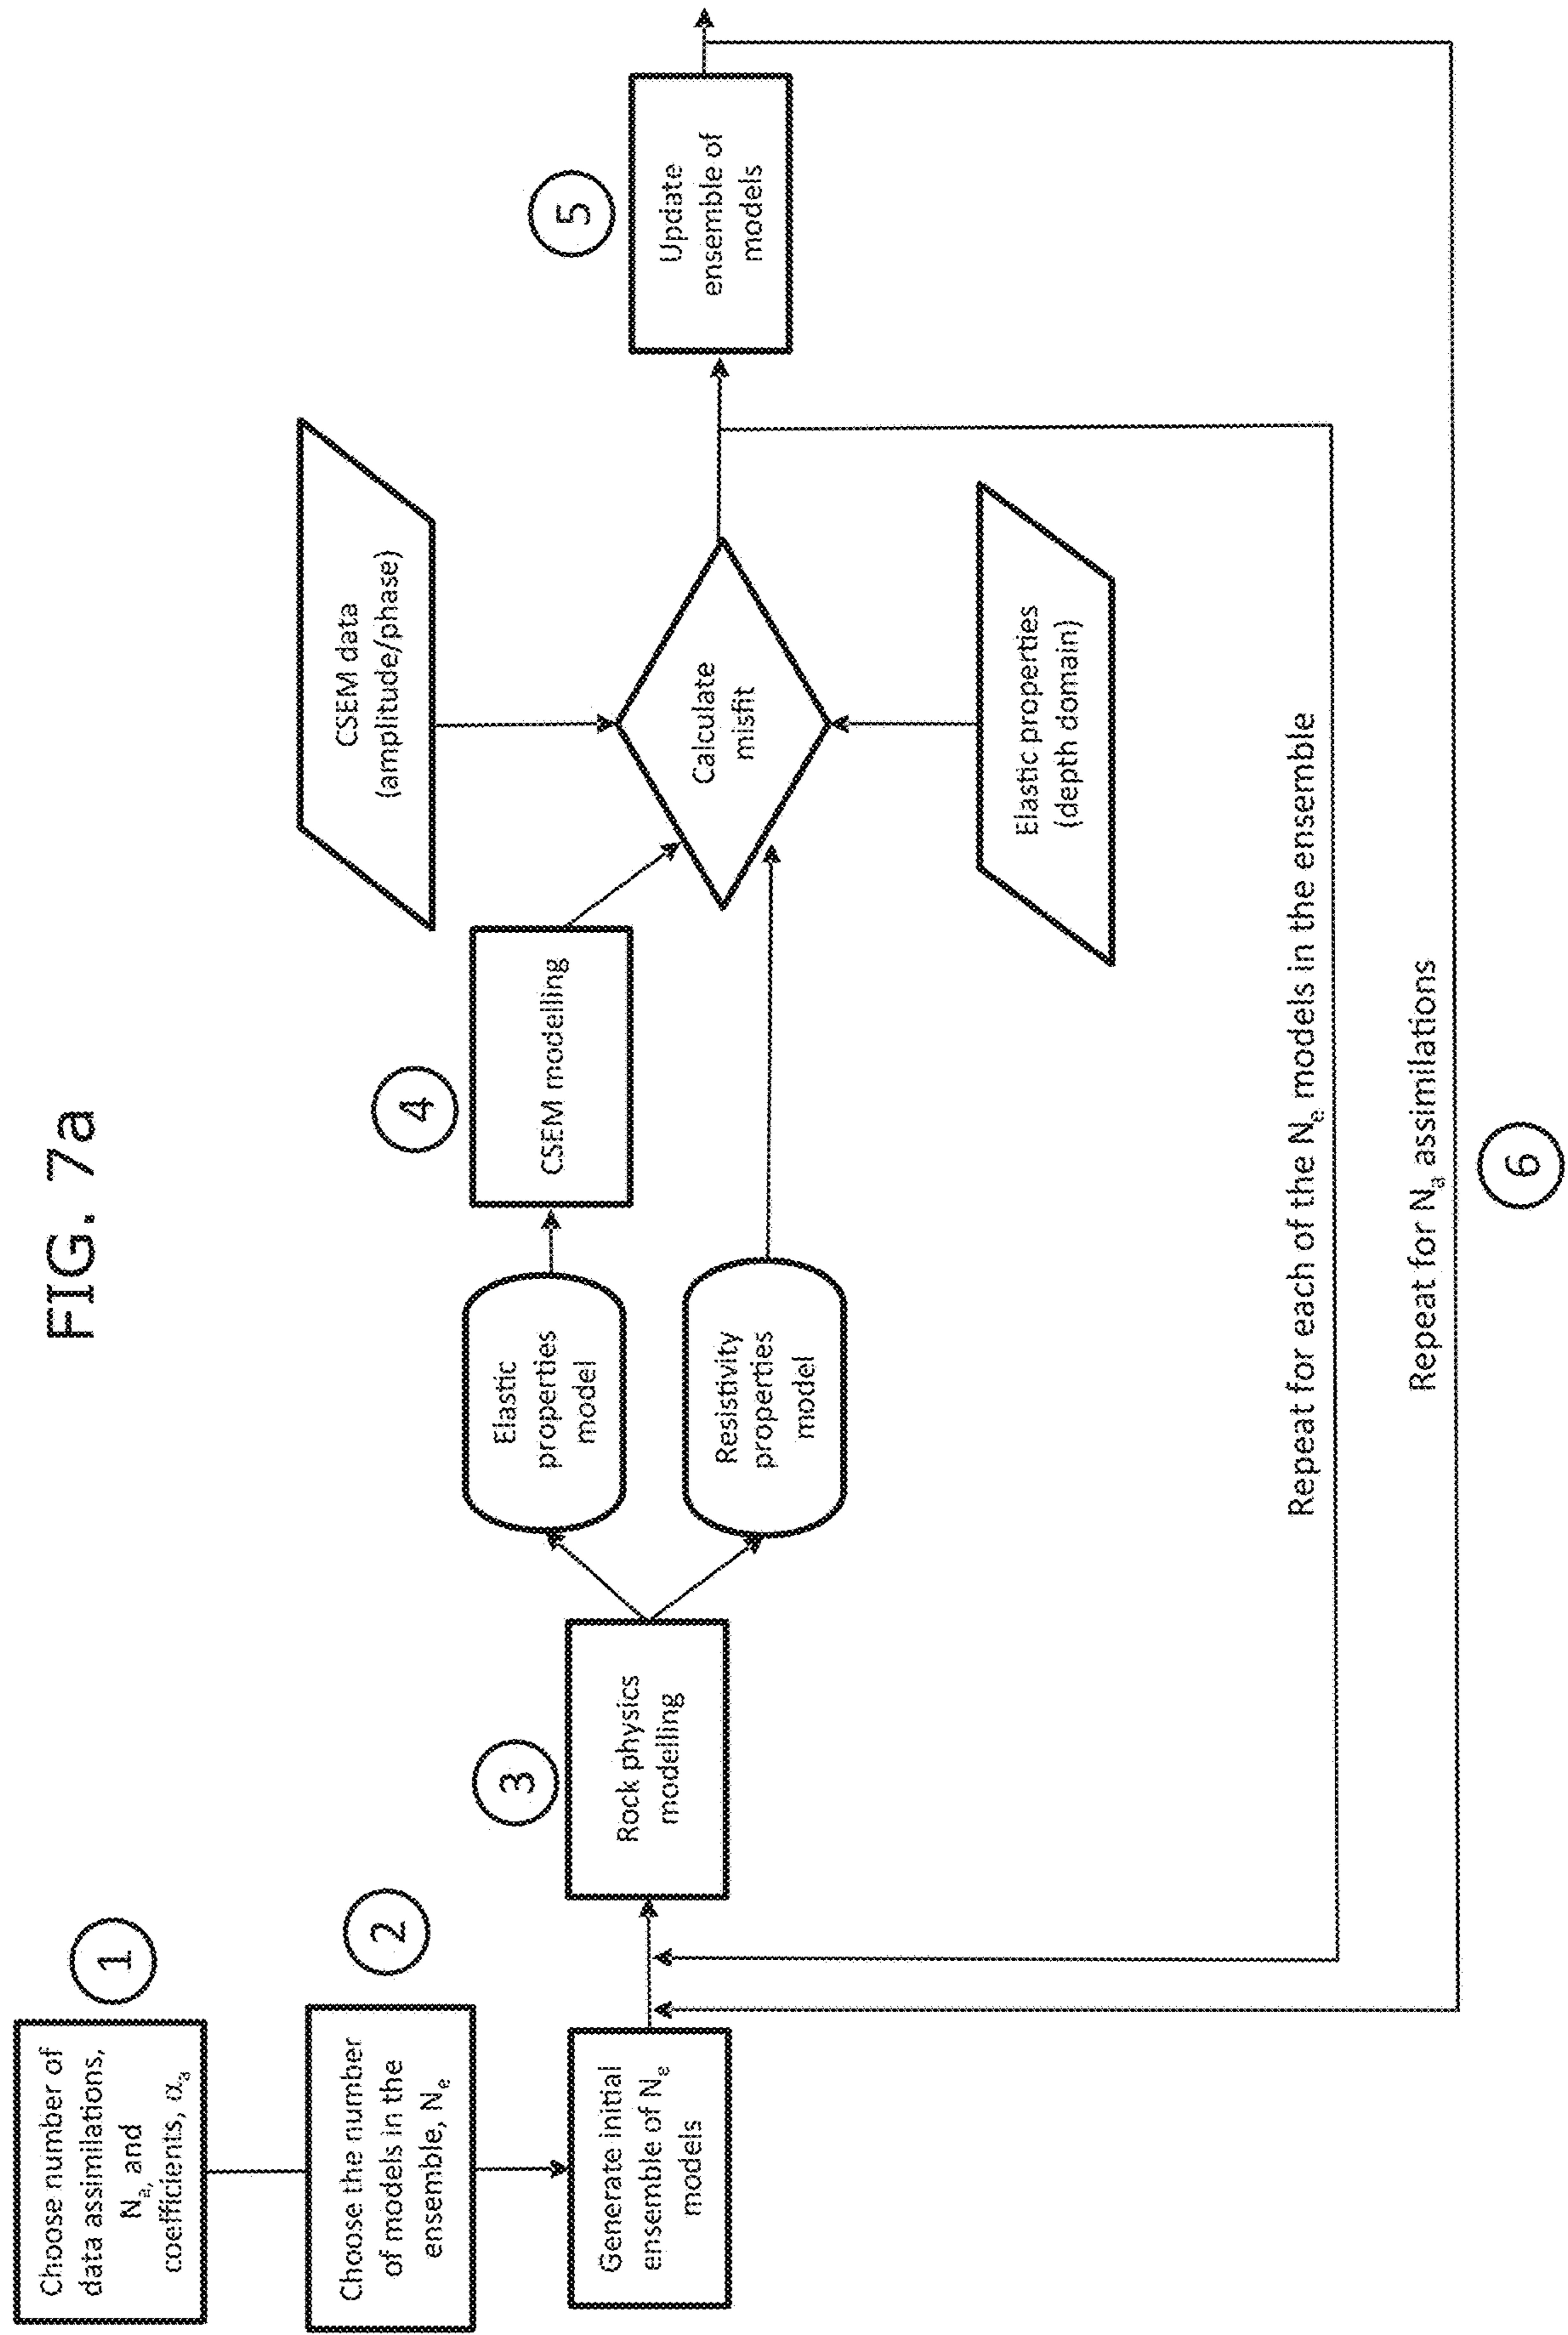 FIG. 7a
1
Choose number of
data assimilations,
Nₐ, and
coefficients, αₐ
2
Choose the number
of models in the
ensemble, Nₑ
Generate initial
ensemble of Nₑ
models
3
Rock physics
modelling
Elastic
properties
model
Resistivity
properties
model
4
CSEM modelling
CSEM data
(amplitude/phase)
Calculate
misfit
Elastic properties
(depth domain)
5
Update
ensemble of
models
Repeat for each of the Nₑ models in the ensemble
Repeat for Nₐ assimilations
6